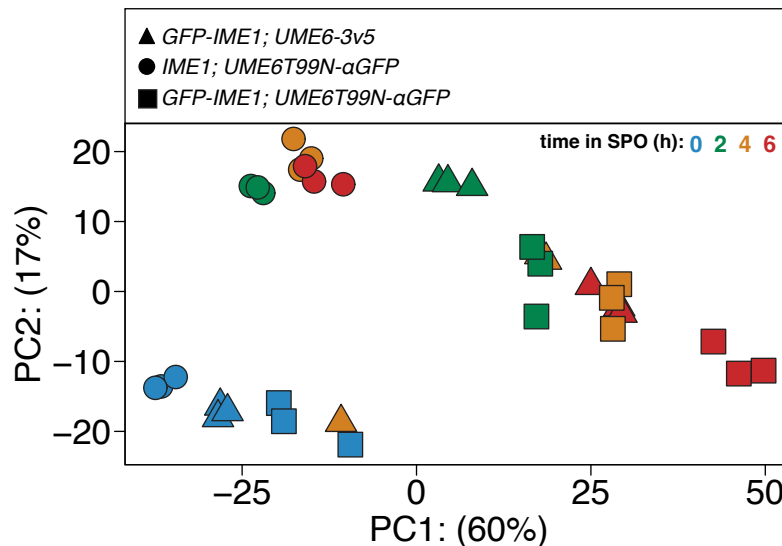 GFP-IME1; UME6-3v5
IME1; UME6T99N-αGFP
GFP-IME1; UME6T99N-αGFP
time in SPO (h): 0 2 4 6
20
10
0
−10
−20
PC2: (17%)
−25 0 25 50
PC1: (60%)